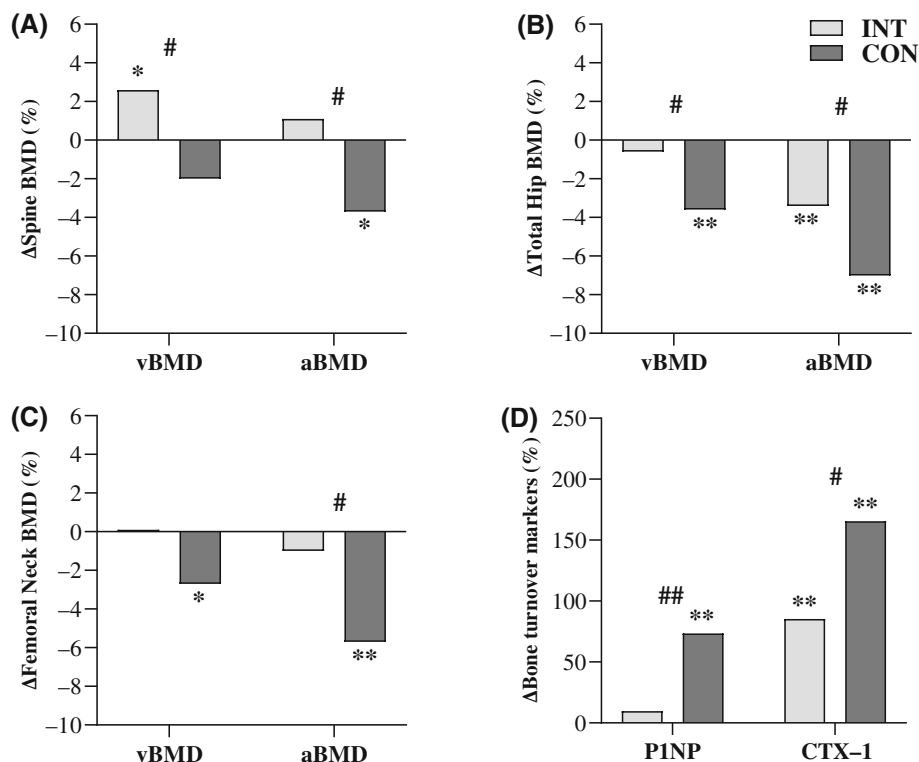 (A)
ΔSpine BMD (%)
6
4
2
0
−2
−4
−6
−8
−10
#
*
#
*
vBMD
aBMD
(B)
INT
CON
ΔTotal Hip BMD (%)
6
4
2
0
−2
−4
−6
−8
−10
#
#
**
**
**
vBMD
aBMD
(C)
ΔFemoral Neck BMD (%)
6
4
2
0
−2
−4
−6
−8
−10
#
*
**
vBMD
aBMD
(D)
ΔBone turnover markers (%)
250
200
150
100
50
0
#
**
##
**
**
P1NP
CTX−1